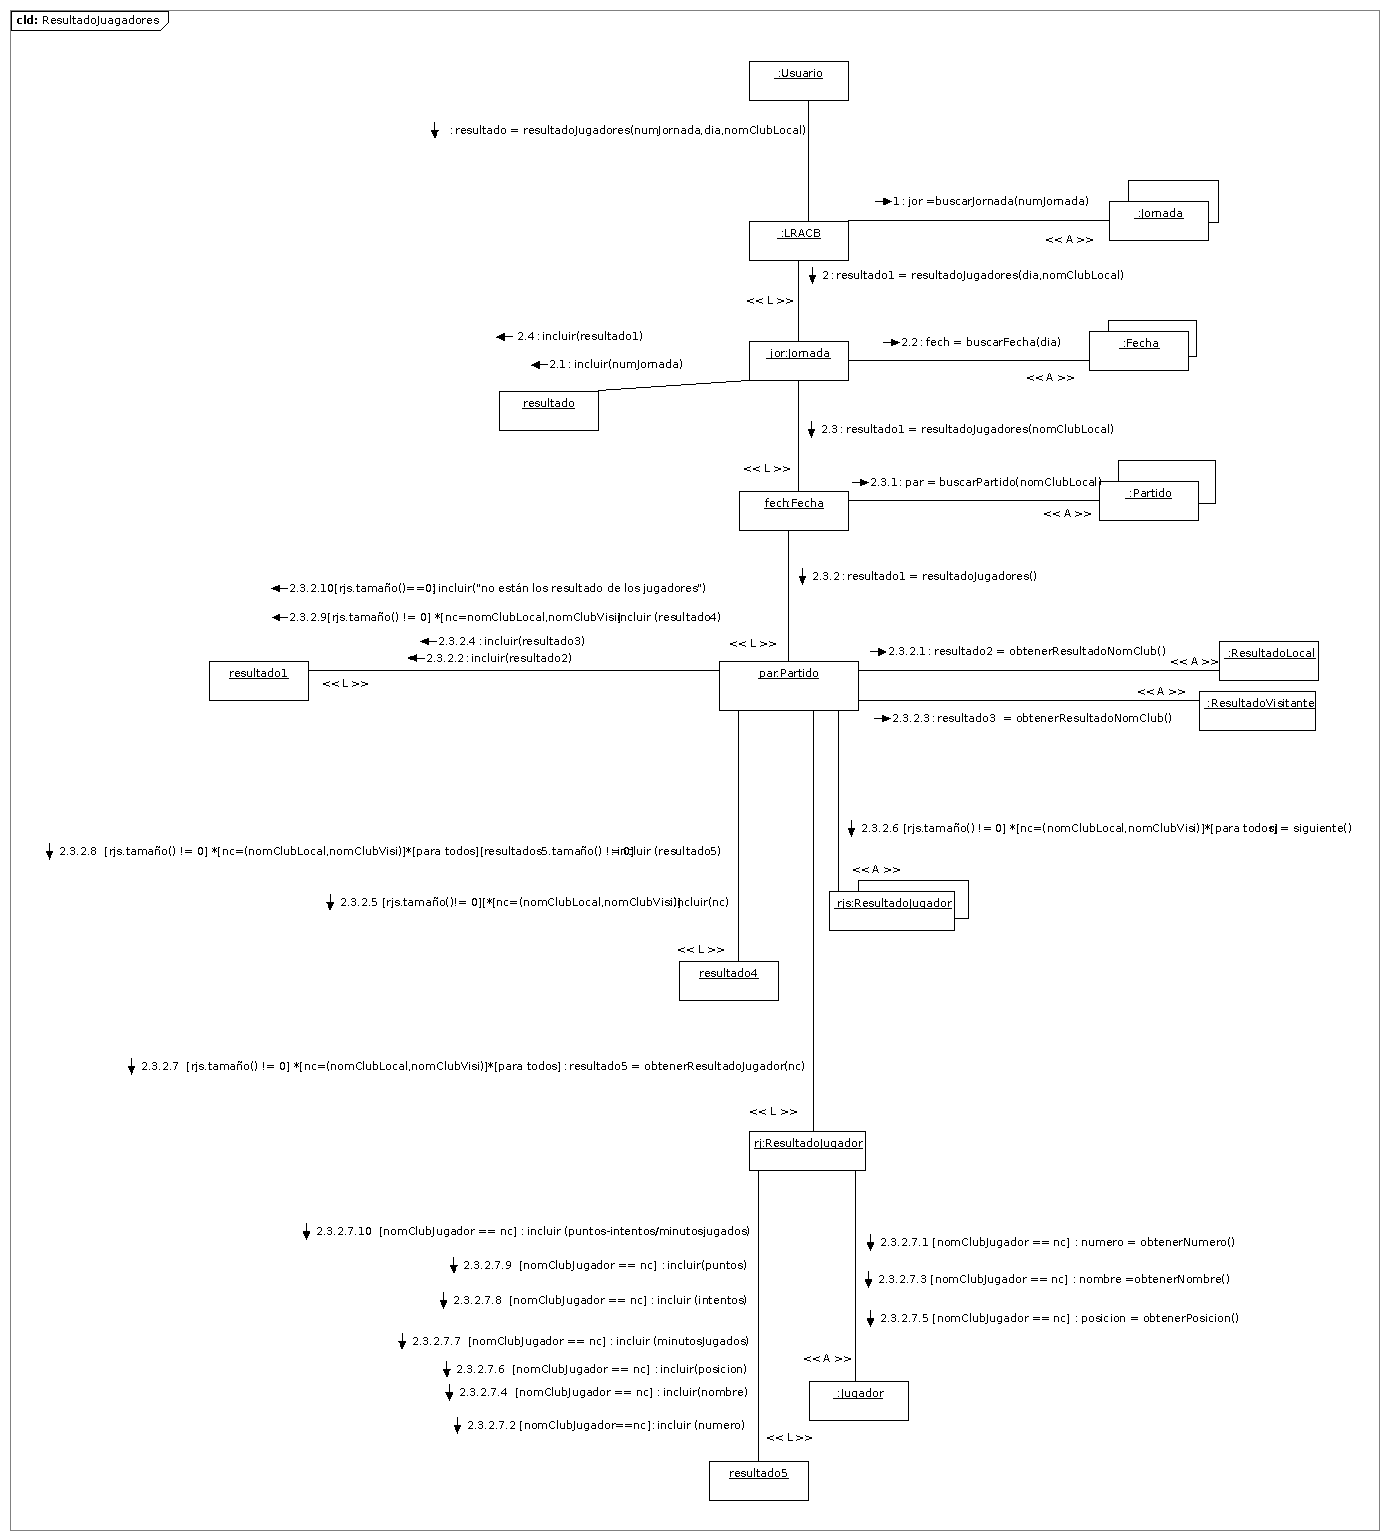 cld: ResultadoJuagadores
:Usuario
: resultado = resultadoJugadores(numJornada,dia,nomClubLocal)
1: jor =buscarJornada(numJornada)
:Jornada
:LRACB
<< A >>
2: resultado1 = resultadoJugadores(dia,nomClubLocal)
<< L >>
2.4: incluir(resultado1)
2.2: fech = buscarFecha(dia)
:Fecha
jor:Jornada
2.1: incluir(numJornada)
<< A >>
resultado
2.3: resultado1 = resultadoJugadores(nomClubLocal)
<< L >>
2.3.1: par = buscarPartido(nomClubLocal)
:Partido
fech:Fecha
<< A >>
2.3.2: resultado1 = resultadoJugadores()
2.3.2.10[rjs.tamaño()==0]incluir("no están los resultado de los jugadores")
2.3.2.9[rjs.tamaño() != 0] *[nc=nomClubLocal,nomClubVisi]incluir (resultado4)
2.3.2.4: incluir(resultado3)
<< L >>
2.3.2.1: resultado2 = obtenerResultadoNomClub()
:ResultadoLocal
2.3.2.2: incluir(resultado2)
<< A >>
resultado1
par:Partido
<< L >>
<< A >>
:ResultadoVisitante
2.3.2.3: resultado3 = obtenerResultadoNomClub()
2.3.2.6 [rjs.tamaño() != 0] *[nc=(nomClubLocal,nomClubVisi)]*[para todos]rj = siguiente()
2.3.2.8 [rjs.tamaño() != 0] *[nc=(nomClubLocal,nomClubVisi)]*[para todos][resultados5.tamaño() != 0]:incluir (resultado5)
<< A >>
2.3.2.5 [rjs.tamaño()!= 0][*[nc=(nomClubLocal,nomClubVisi)]incluir(nc)
rjs:ResultadoJugador
<< L >>
resultado4
2.3.2.7 [rjs.tamaño() != 0] *[nc=(nomClubLocal,nomClubVisi)]*[para todos] : resultado5 = obtenerResultadoJugador(nc)
<< L >>
rj:ResultadoJugador
2.3.2.7.10 [nomClubJugador == nc] : incluir (puntos-intentos/minutosjugados)
2.3.2.7.1 [nomClubJugador == nc] : numero = obtenerNumero()
2.3.2.7.9 [nomClubJugador == nc] : incluir(puntos)
2.3.2.7.3 [nomClubJugador == nc] : nombre =obtenerNombre()
2.3.2.7.8 [nomClubJugador == nc] : incluir (intentos)
2.3.2.7.5 [nomClubJugador == nc] : posicion = obtenerPosicion()
2.3.2.7.7 [nomClubJugador == nc] : incluir (minutosJugados)
<< A >>
2.3.2.7.6 [nomClubJugador == nc] : incluir(posicion)
2.3.2.7.4 [nomClubJugador == nc] : incluir(nombre)
:Jugador
2.3.2.7.2 [nomClubJugador==nc]: incluir (numero)
<< L >>
resultado5